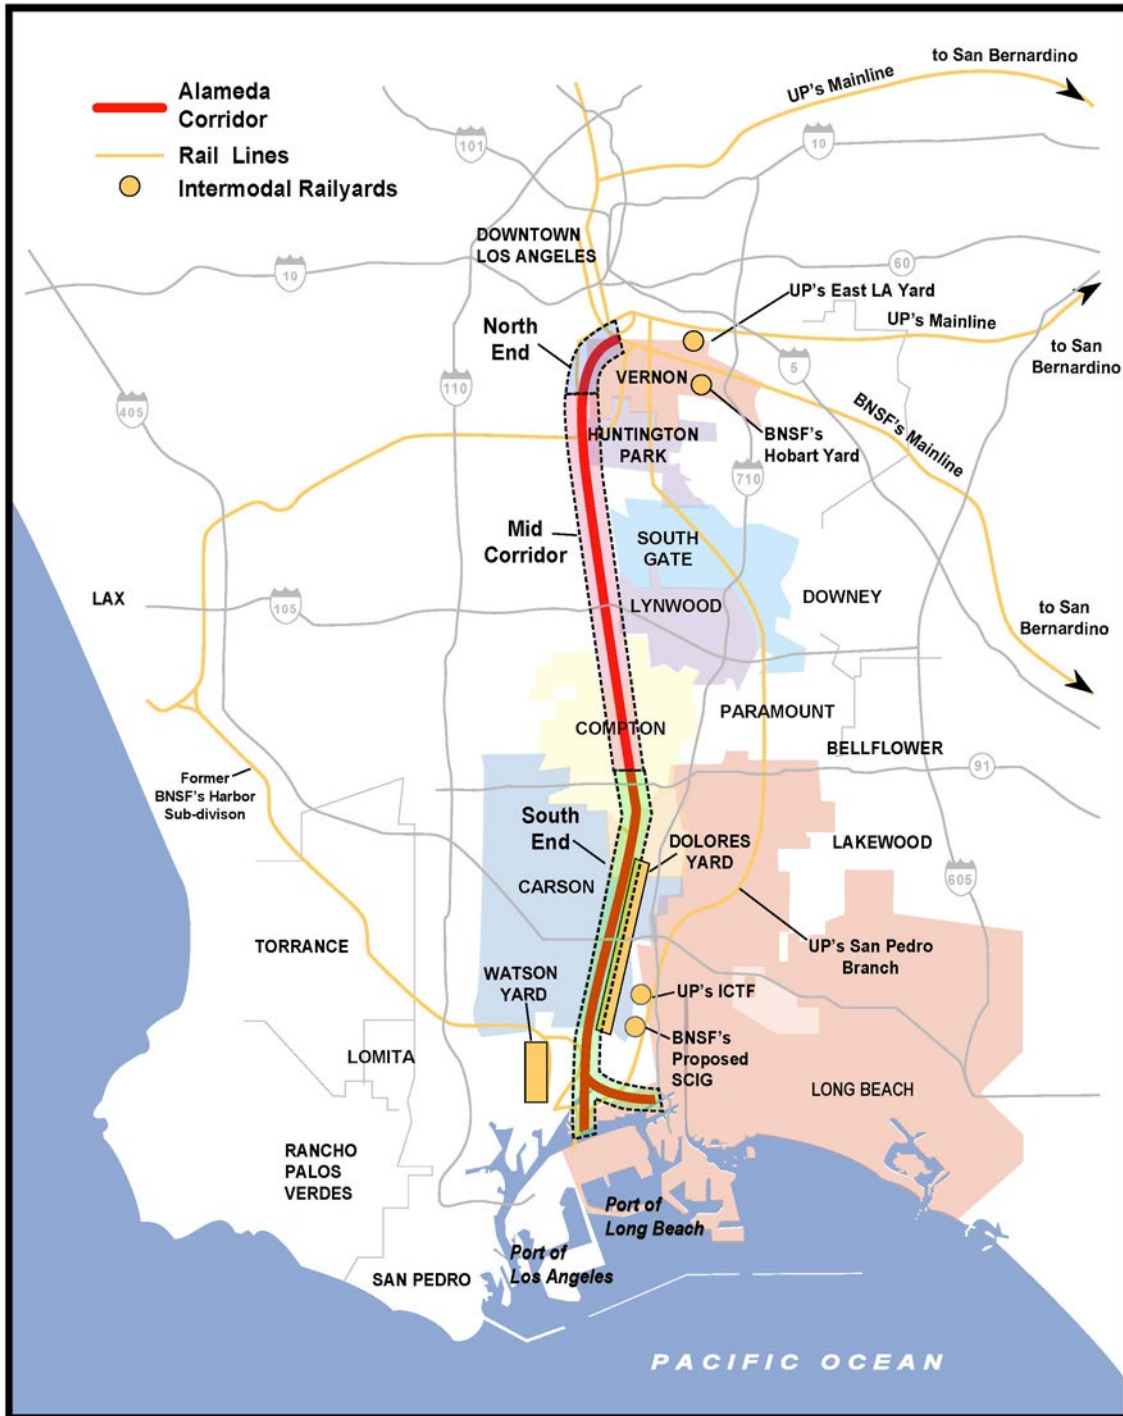 to San Bernardino
UP's Mainline
Alameda
Corridor
Rail Lines
Intermodal Railyards
101
10
DOWNTOWN
LOS ANGELES
10
60
UP's East LA Yard
UP's Mainline
to San
Bernardino
North
End
110
405
5
VERNON
BNSF's Mainline
HUNTINGTON
PARK
BNSF's
Hobart Yard
710
Mid
Corridor
SOUTH
GATE
LAX
105
LYNWOOD
DOWNEY
to San
Bernardino
PARAMOUNT
COMPTON
BELLFLOWER
91
Former
BNSF's Harbor
Sub-divison
South
End
DOLORES
YARD
LAKEWOOD
605
CARSON
TORRANCE
UP's San Pedro
Branch
WATSON
YARD
UP's ICTF
BNSF's
Proposed
SCIG
LOMITA
LONG BEACH
RANCHO
PALOS
VERDES
Port of
Long Beach
Port of
Los Angeles
SAN PEDRO
PACIFIC OCEAN